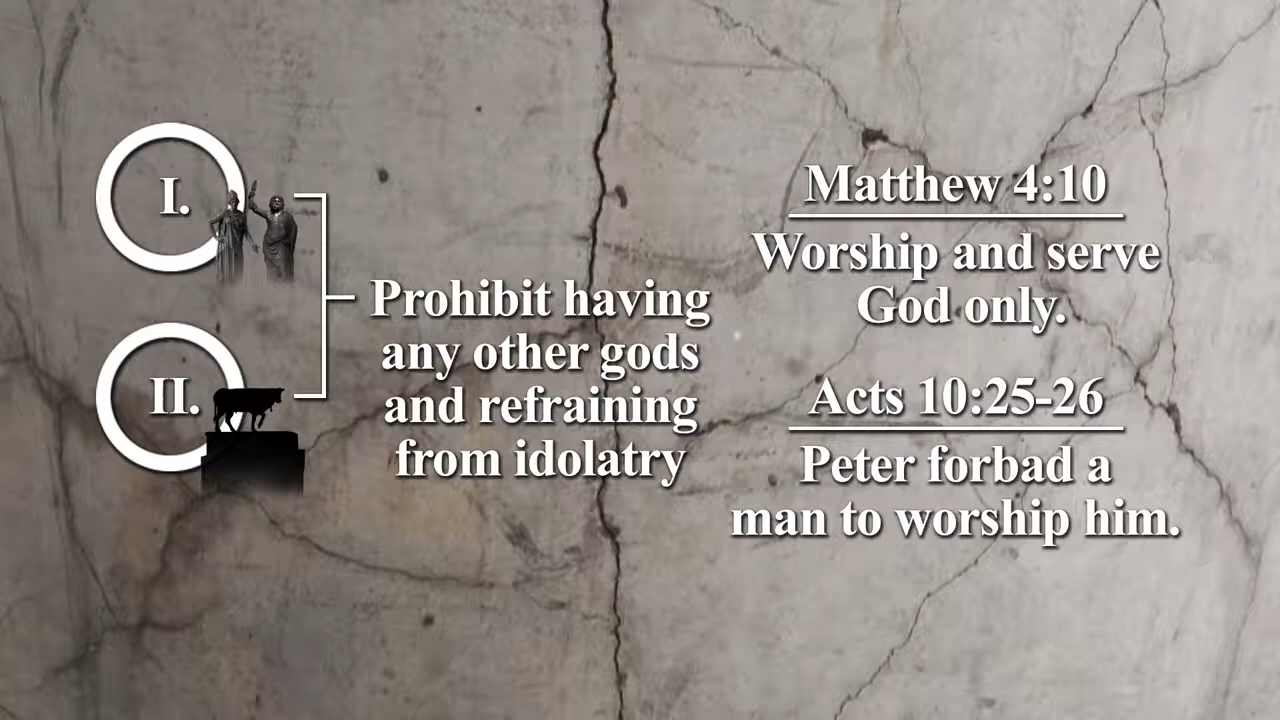 I.
II.
Prohibit having
any other gods
and refraining
from idolatry
Matthew 4:10
Worship and serve
God only.
Acts 10:25-26
Peter forbad a
man to worship him.